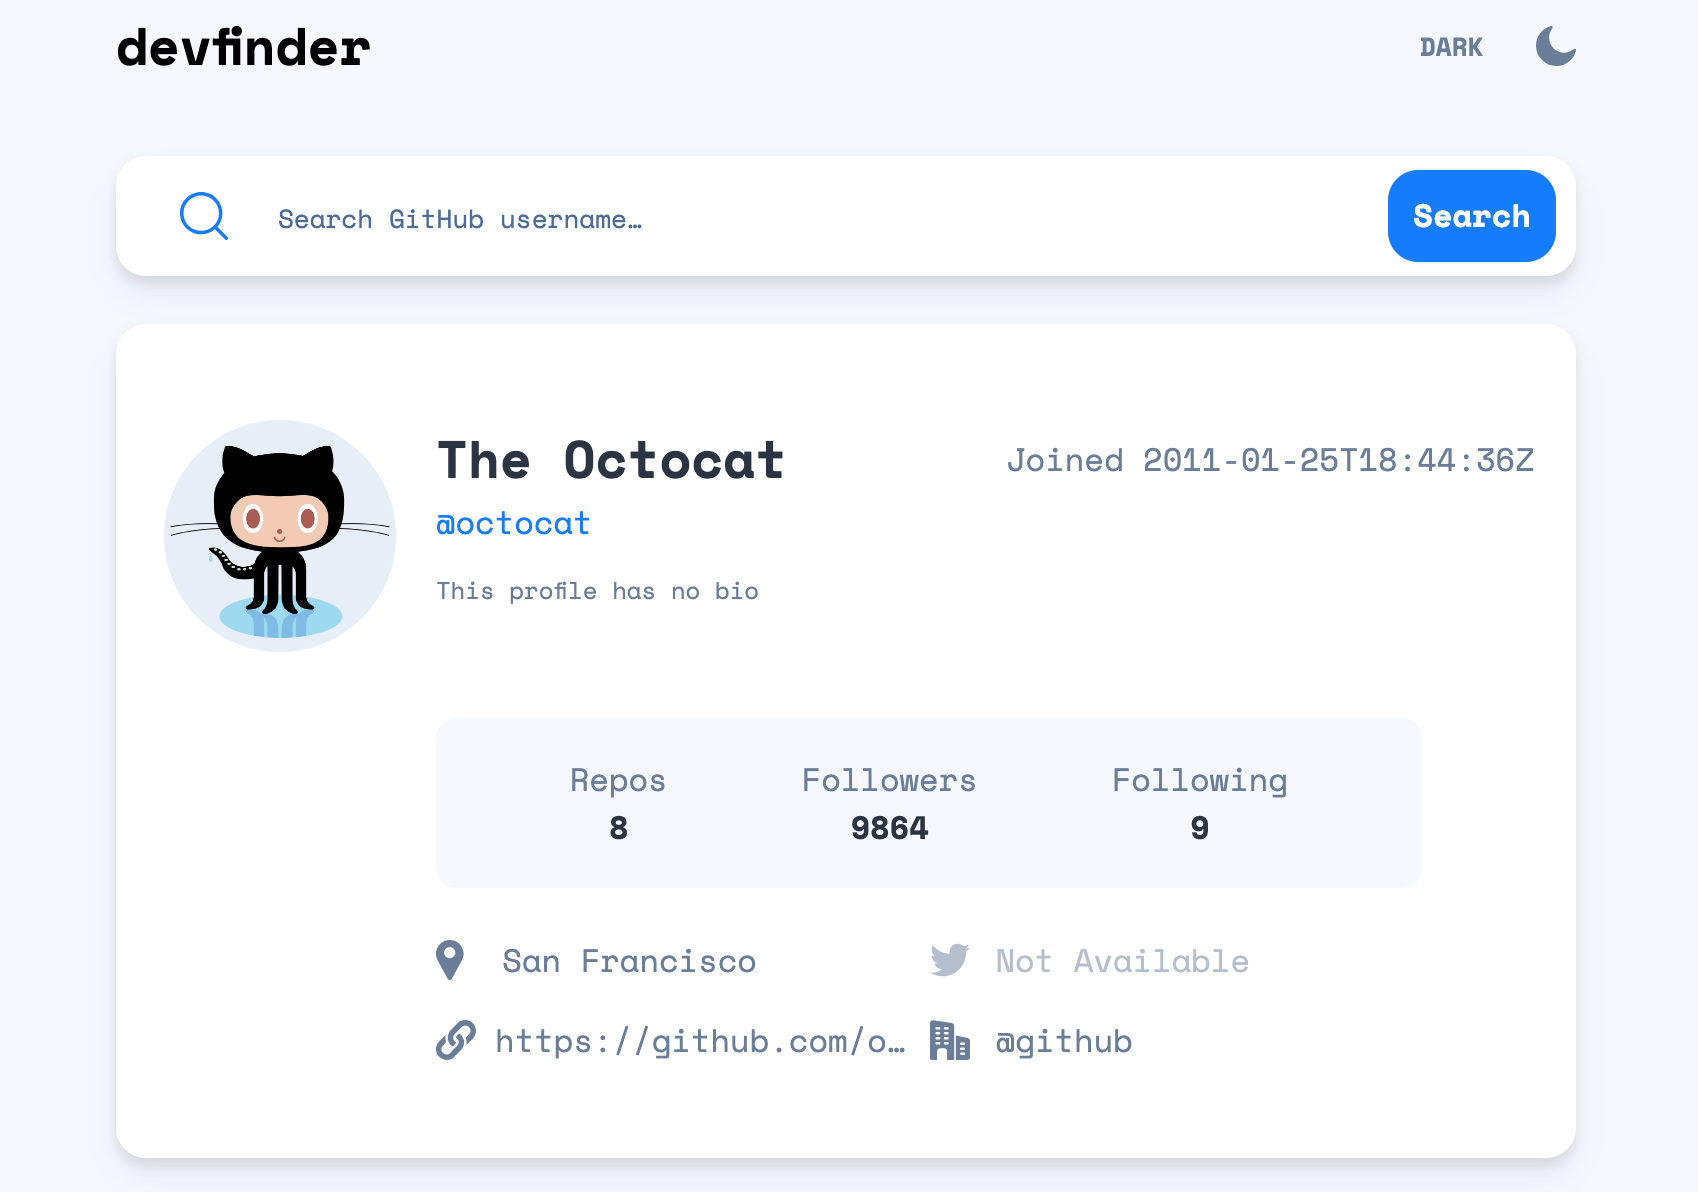 devfinder
DARK
Search GitHub username…
Search
The Octocat
Joined 2011-01-25T18:44:36Z
@octocat
This profile has no bio
Repos
Followers
Following
8
9864
9
San Francisco
Not Available
https://github.com/o…
@github